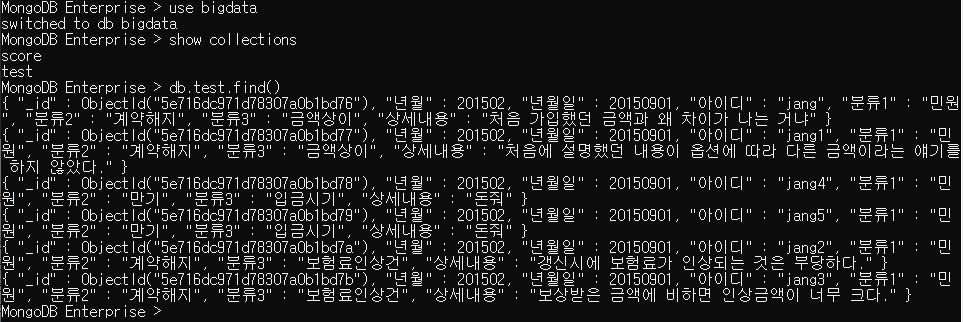 MongoDB Enterprise > use bigdata
switched to db bigdata
MongoDB Enterprise > show collections
score
test
MongoDB Enterprise > db.test.find()
{ "_id" : ObjectId("5e716dc971d78307a0b1bd76"), "년월" : 201502, "년월일" : 20150901, "아이디" : "jang", "분류1" : "민원
", "분류2" : "계약해지", "분류3" : "금액상이", "상세내용" : "처음 가입했던 금액과 왜 차이가 나는 거냐" }
{ "_id" : ObjectId("5e716dc971d78307a0b1bd77"), "년월" : 201502, "년월일" : 20150901, "아이디" : "jang1", "분류1" : "민
원", "분류2" : "계약해지", "분류3" : "금액상이", "상세내용" : "처음에 설명했던 내용이 옵션에 따라 다른 금액이라는 얘기를
하지 않았다." }
{ "_id" : ObjectId("5e716dc971d78307a0b1bd78"), "년월" : 201502, "년월일" : 20150901, "아이디" : "jang4", "분류1" : "민
원", "분류2" : "만기", "분류3" : "입금시기", "상세내용" : "돈줘" }
{ "_id" : ObjectId("5e716dc971d78307a0b1bd79"), "년월" : 201502, "년월일" : 20150901, "아이디" : "jang5", "분류1" : "민
원", "분류2" : "만기", "분류3" : "입금시기", "상세내용" : "돈줘" }
{ "_id" : ObjectId("5e716dc971d78307a0b1bd7a"), "년월" : 201502, "년월일" : 20150901, "아이디" : "jang2", "분류1" : "민
원", "분류2" : "계약해지", "분류3" : "보험료인상건", "상세내용" : "갱신시에 보험료가 인상되는 것은 부당하다." }
{ "_id" : ObjectId("5e716dc971d78307a0b1bd7b"), "년월" : 201502, "년월일" : 20150901, "아이디" : "jang3", "분류1" : "민
원", "분류2" : "계약해지", "분류3" : "보험료인상건", "상세내용" : "보상받은 금액에 비하면 인상금액이 너무 크다." }
MongoDB Enterprise >